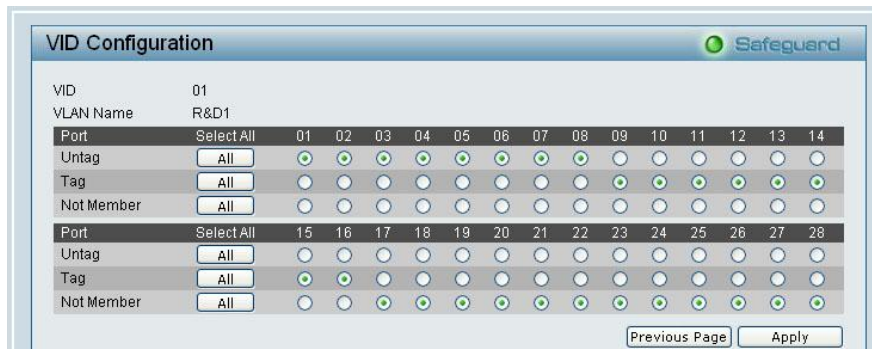 VID Configuration Safeguard
VID 01
VLAN Name R&D1
Port Select All 01 02 03 04 05 06 07 08 09 10 11 12 13 14
Untag All
Tag All
Not Member All
Port Select All 15 16 17 18 19 20 21 22 23 24 25 26 27 28
Untag All
Tag All
Not Member All
Previous Page Apply